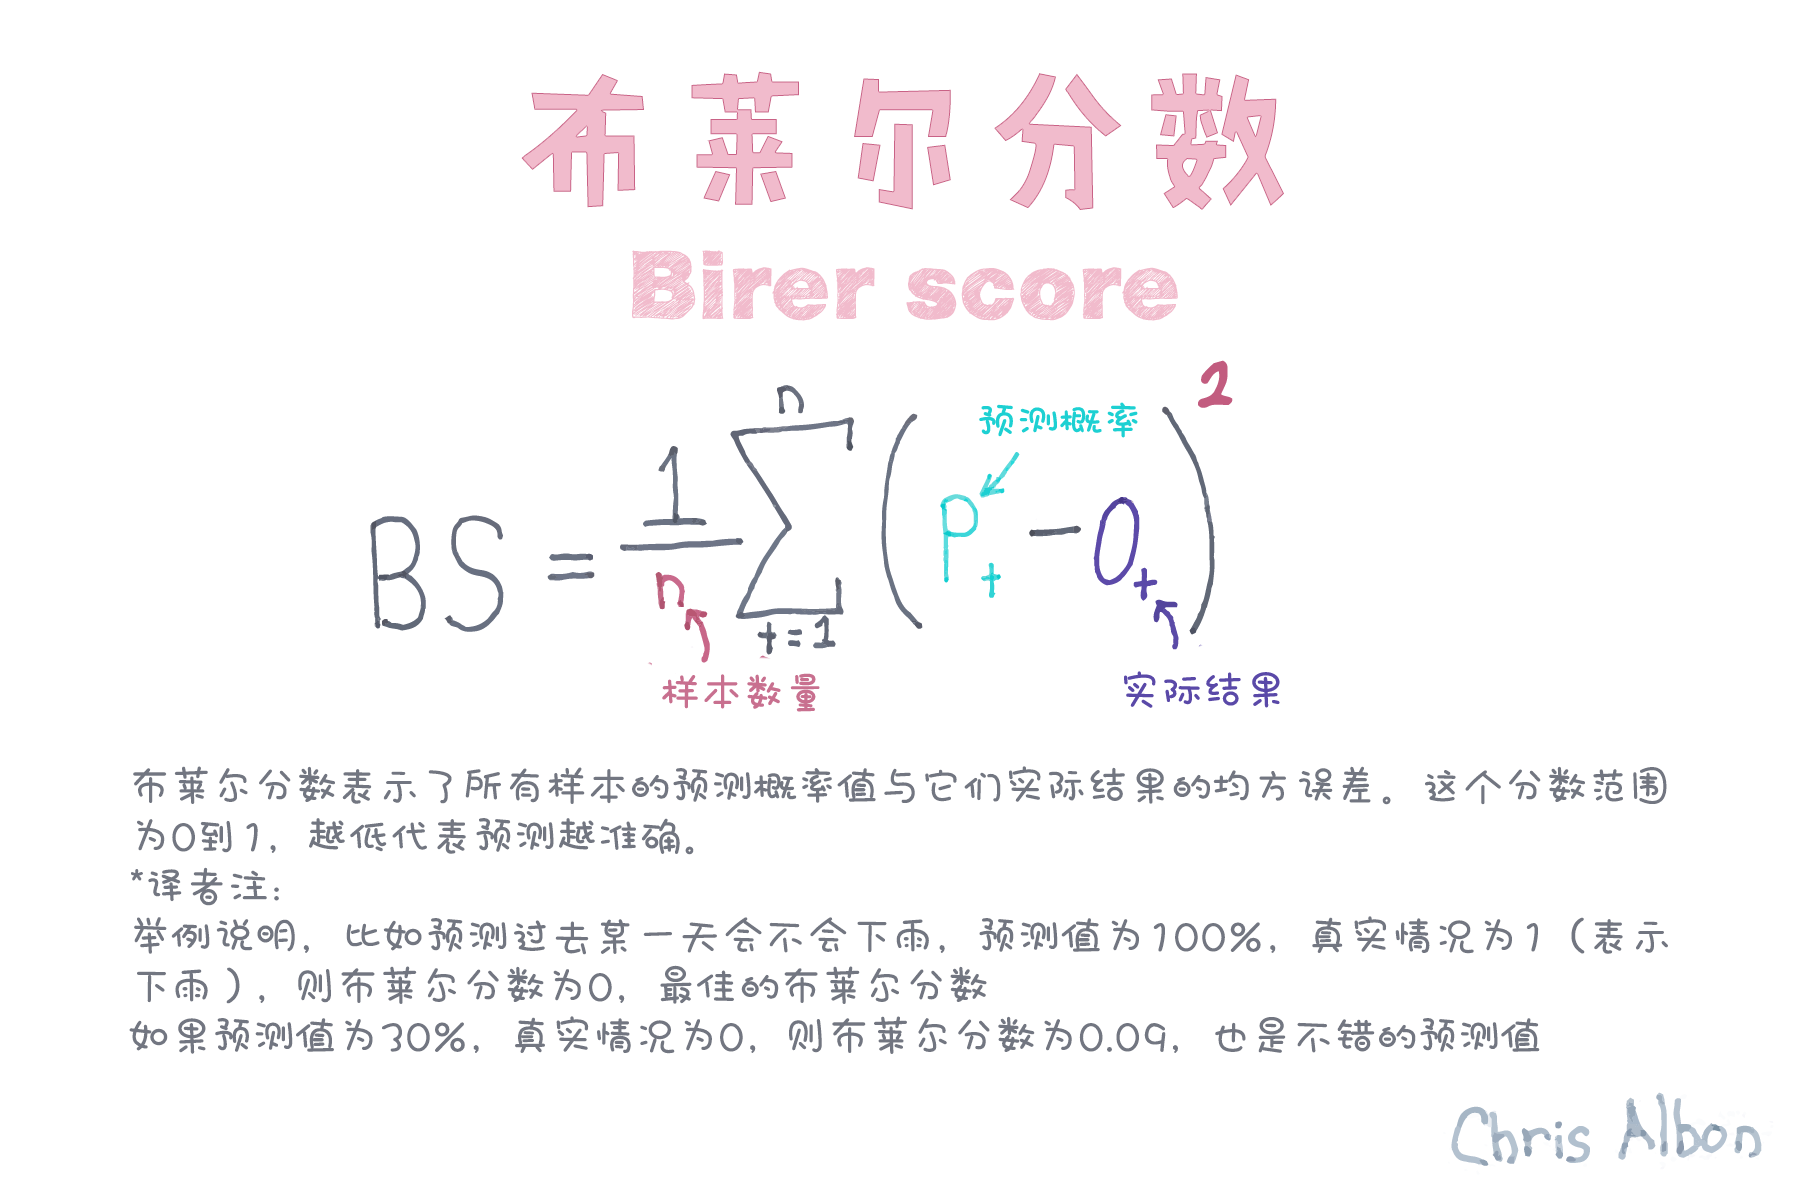 布莱尔分数
Birer score
BS = 1/n n∑t=1 (Pt - Ot)²
预测概率
样本数量
实际结果
布莱尔分数表示了所有样本的预测概率值与它们实际结果的均方误差。这个分数范围
为0到1，越低代表预测越准确。
*译者注：
举例说明，比如预测过去某一天会不会下雨，预测值为100%，真实情况为1（表示
下雨），则布莱尔分数为0，最佳的布莱尔分数
如果预测值为30%，真实情况为0，则布莱尔分数为0.09，也是不错的预测值
Chris Albon